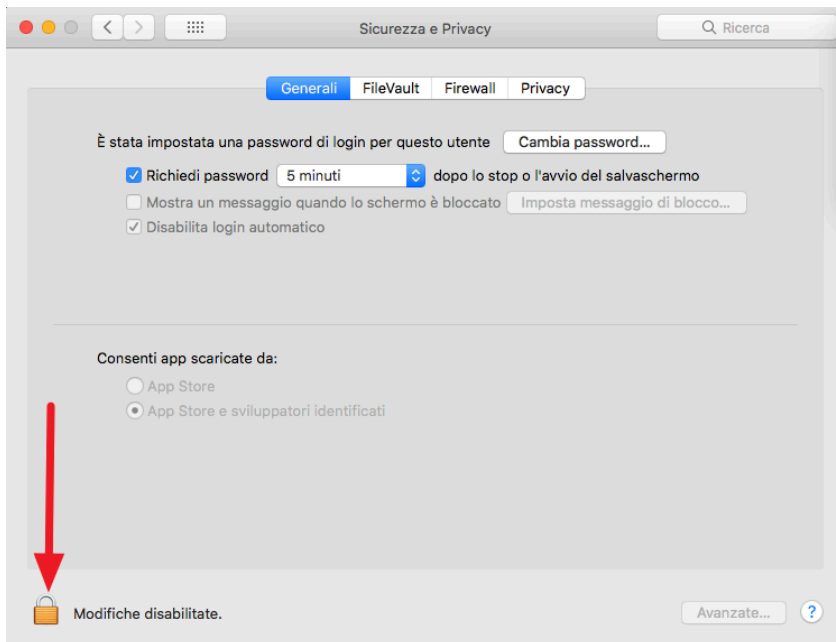 Sicurezza e Privacy
Ricerca
Generali FileVault Firewall Privacy
È stata impostata una password di login per questo utente Cambia password...
Richiedi password 5 minuti dopo lo stop o l'avvio del salvaschermo
Mostra un messaggio quando lo schermo è bloccato Imposta messaggio di blocco...
Disabilita login automatico
Consenti app scaricate da:
App Store
App Store e sviluppatori identificati
Modifiche disabilitate.
Avanzate... ?